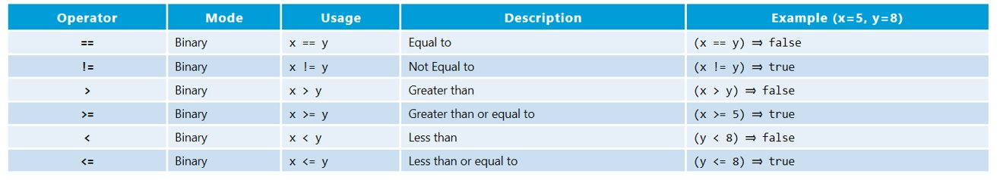 Operator Mode Usage Description Example (x=5, y=8)
== Binary x == y Equal to (x == y) ⇒ false
!= Binary x != y Not Equal to (x != y) ⇒ true
> Binary x > y Greater than (x > y) ⇒ false
>= Binary x >= y Greater than or equal to (x >= 5) ⇒ true
< Binary x < y Less than (y < 8) ⇒ false
<= Binary x <= y Less than or equal to (y <= 8) ⇒ true